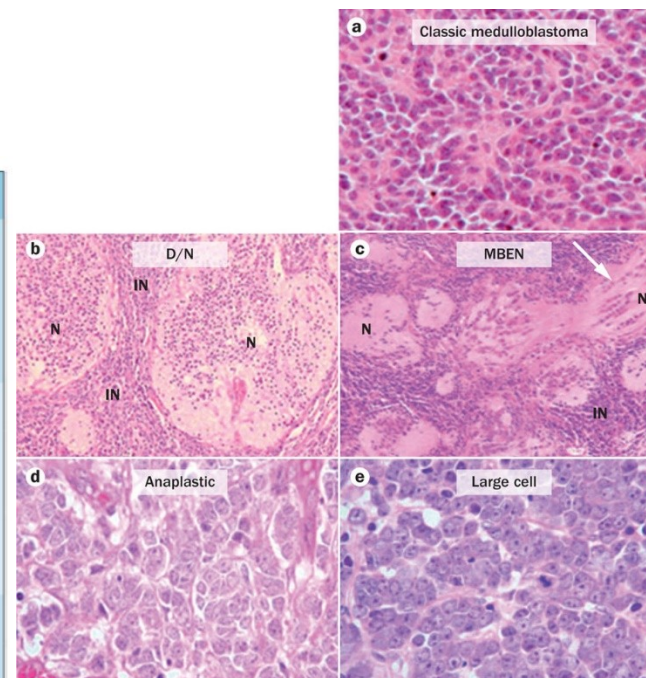 a
Classic medulloblastoma
b
D/N
IN
N
N
IN
c
MBEN
N
N
IN
d
Anaplastic
e
Large cell